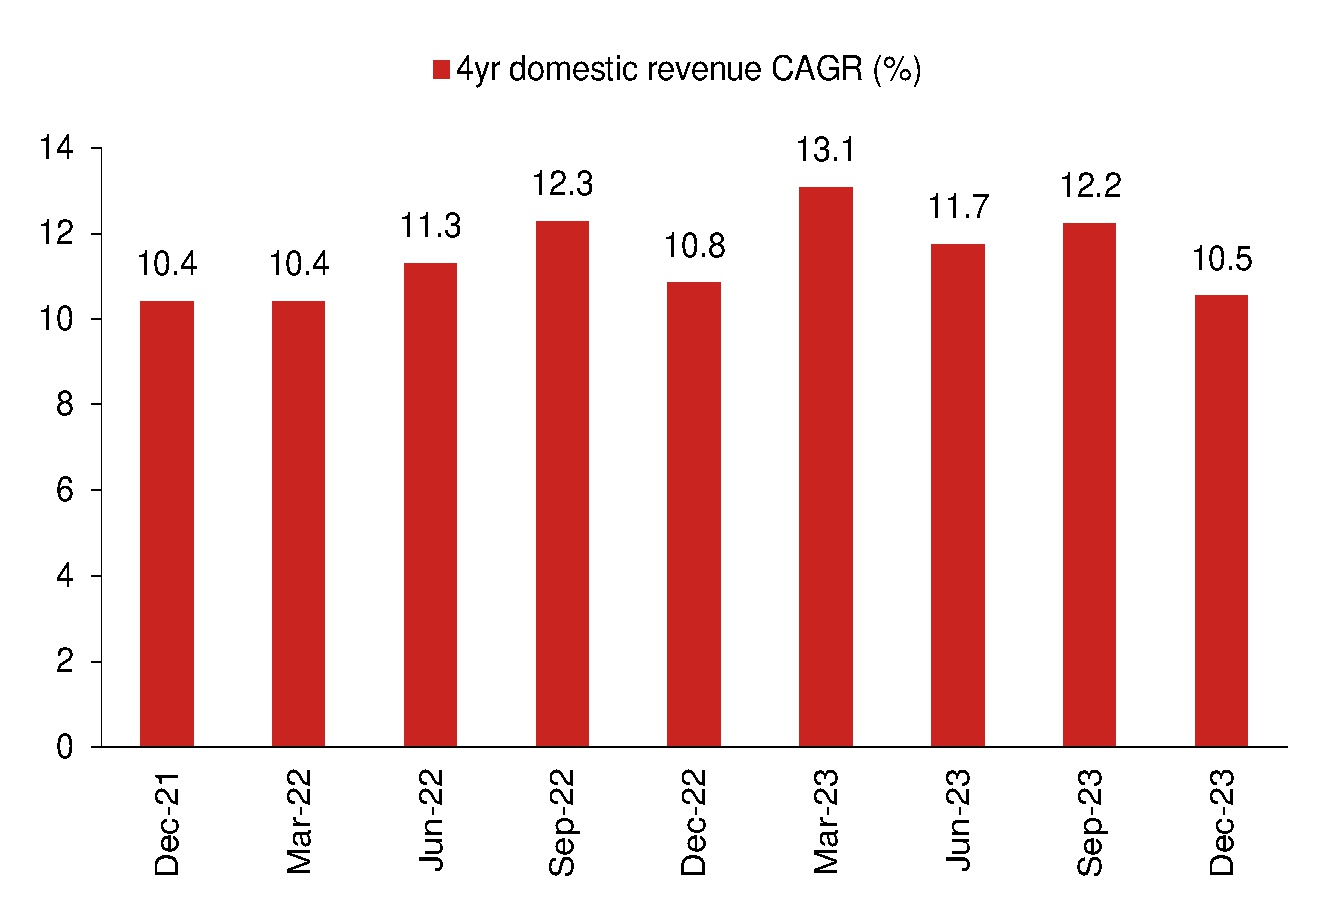 4yr domestic revenue CAGR (%)
14
12
10
8
6
4
2
0
10.4
10.4
11.3
12.3
10.8
13.1
11.7
12.2
10.5
Dec-21
Mar-22
Jun-22
Sep-22
Dec-22
Mar-23
Jun-23
Sep-23
Dec-23